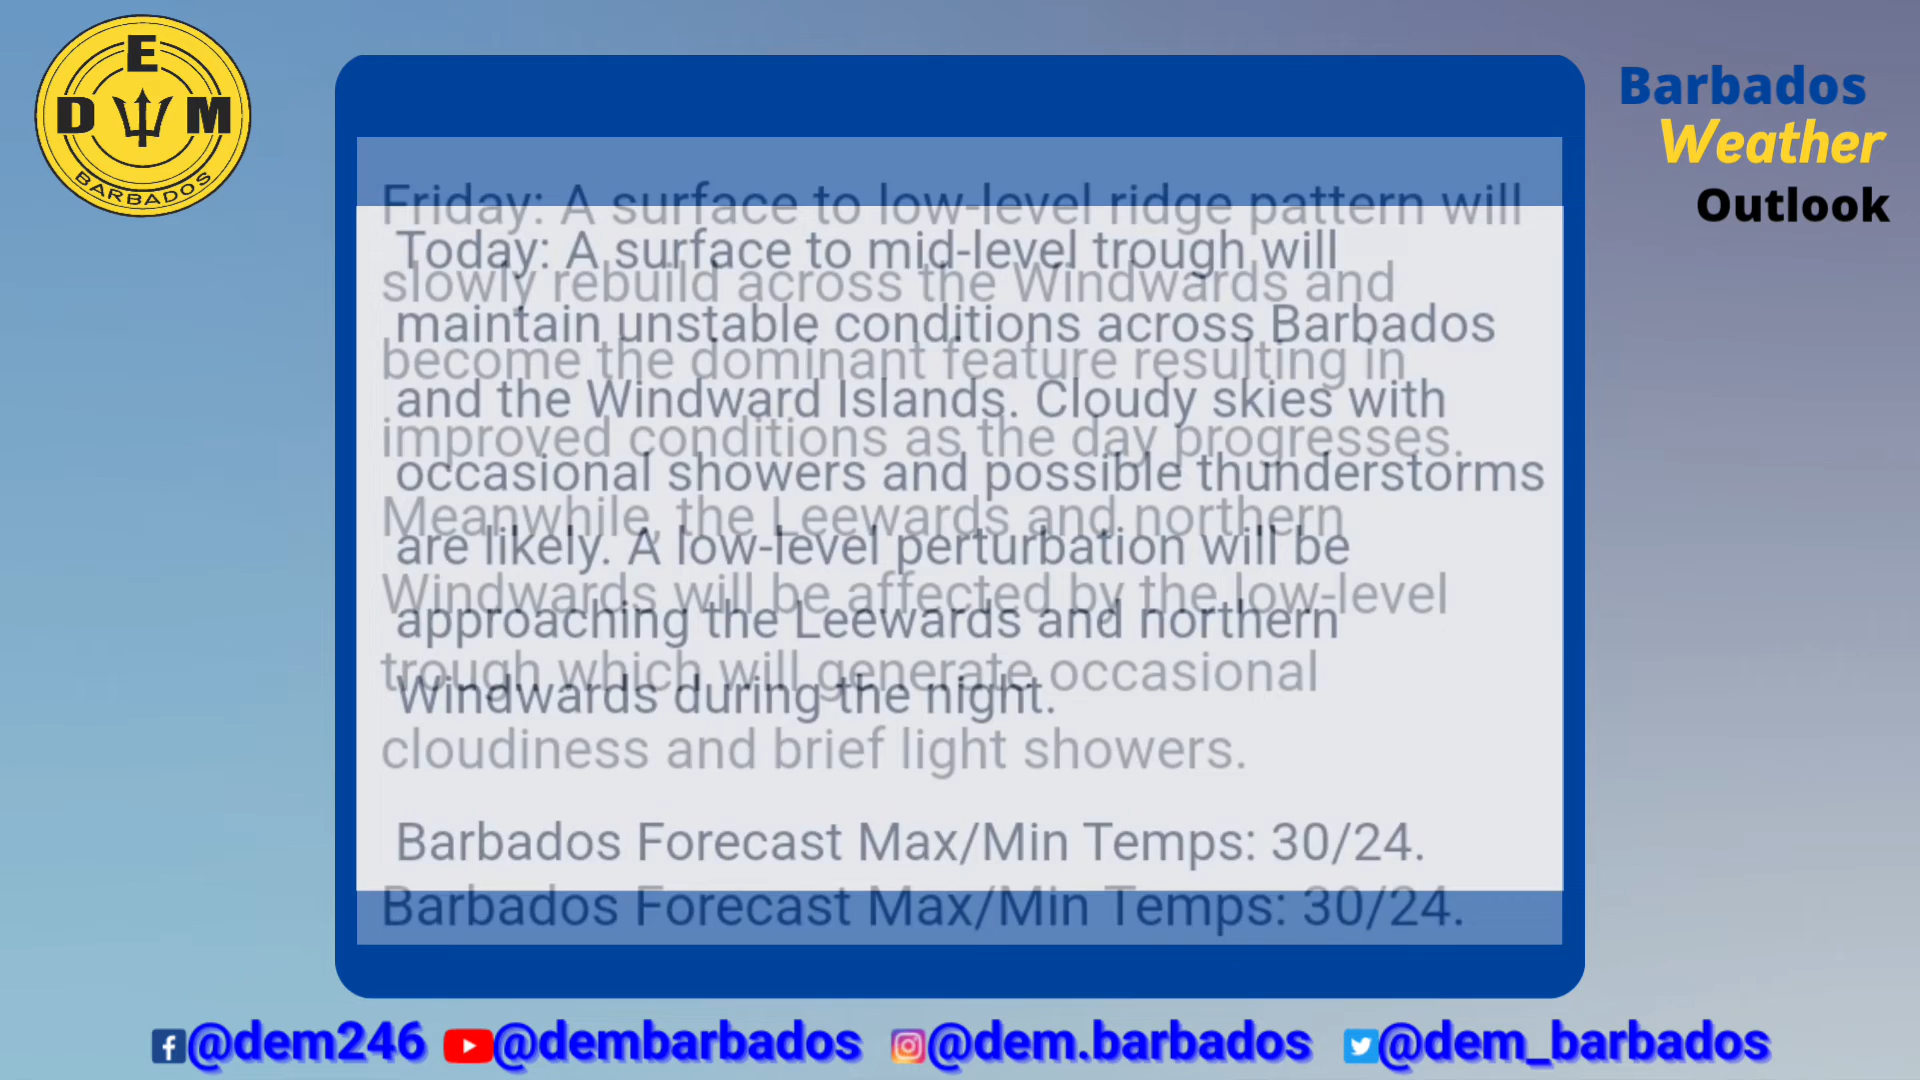 E
D M
BARBADOS
Barbados
Weather
Outlook
Friday: A surface to low-level ridge pattern will
slowly rebuild across the Windwards and
become the dominant feature resulting in
improved conditions as the day progresses.
Meanwhile, the Leewards and northern
Windwards will be affected by the low-level
trough which will generate occasional
cloudiness and brief light showers.
Barbados Forecast Max/Min Temps: 30/24.
Today: A surface to mid-level trough will
maintain unstable conditions across Barbados
and the Windward Islands. Cloudy skies with
occasional showers and possible thunderstorms
are likely. A low-level perturbation will be
approaching the Leewards and northern
Windwards during the night.
Barbados Forecast Max/Min Temps: 30/24.
@dem246 @dembarbados @dem.barbados @dem_barbados